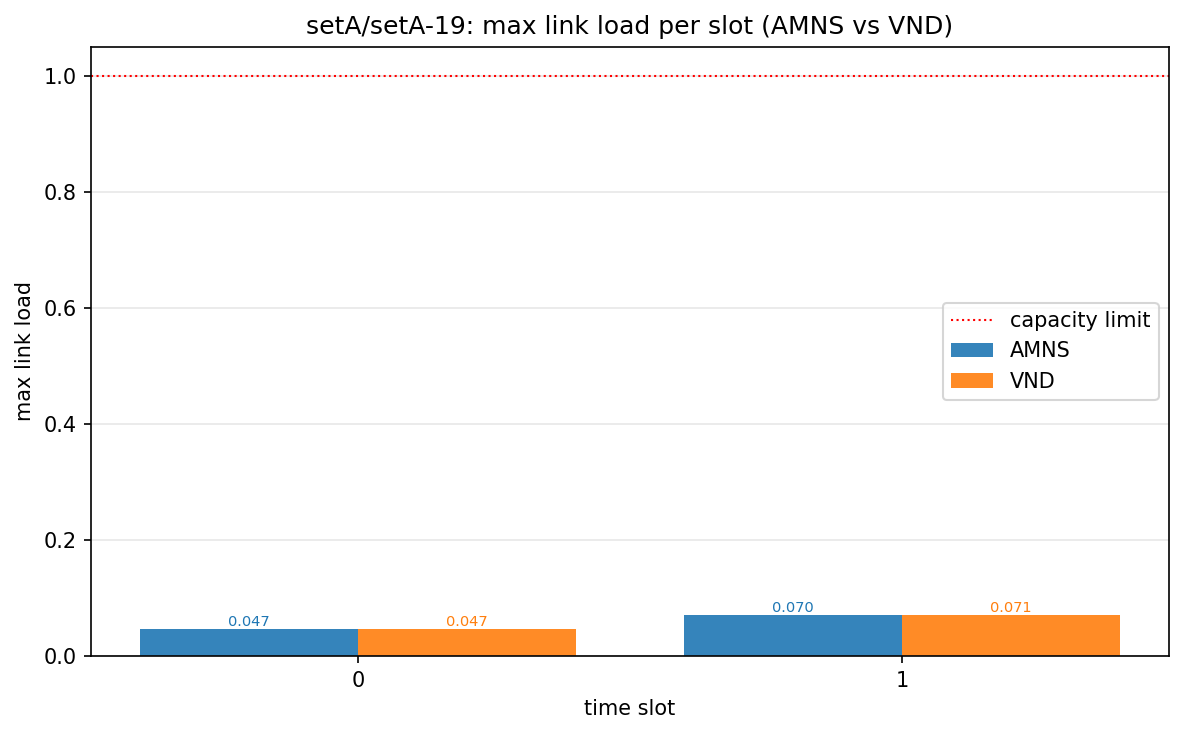 setA/setA-19: max link load per slot (AMNS vs VND)
max link load
1.0
0.8
0.6
0.4
0.2
0.0
capacity limit
AMNS
VND
0.047
0.047
0.070
0.071
0
1
time slot